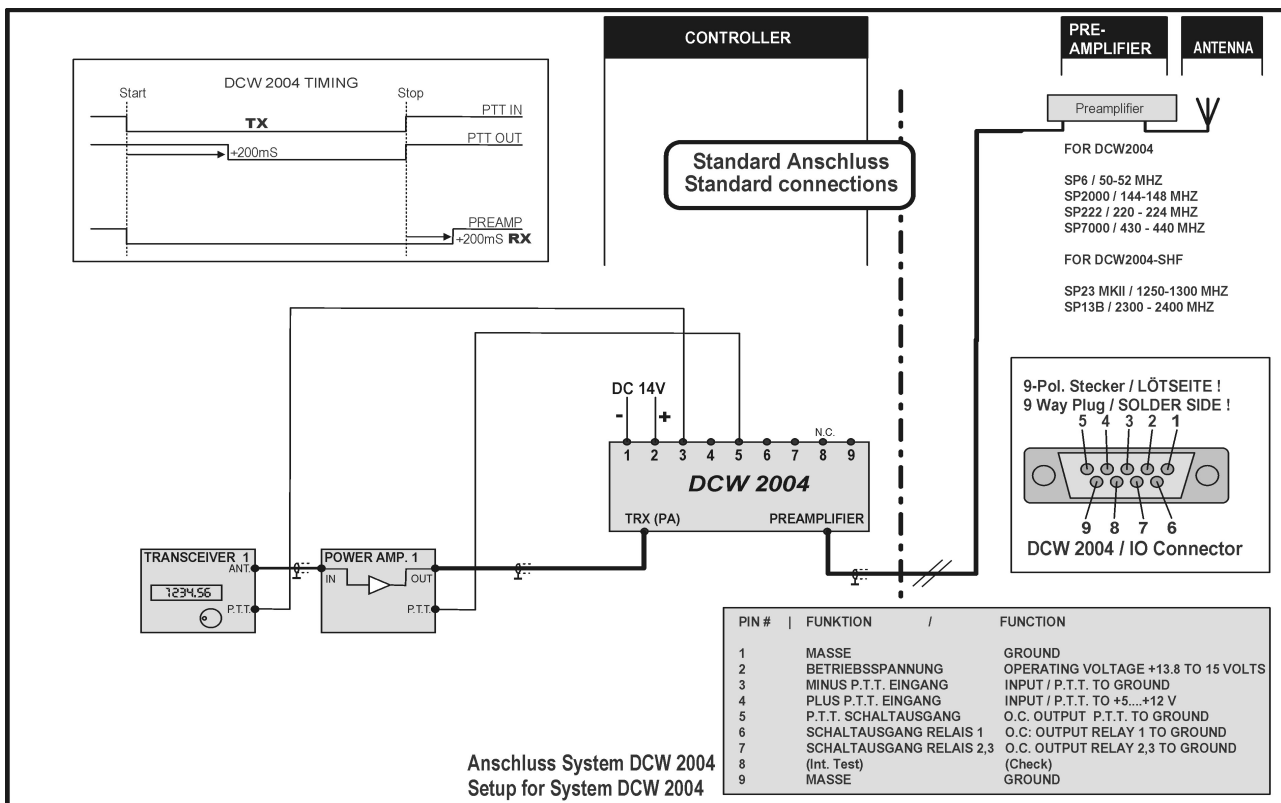 CONTROLLER
PRE-
AMPLIFIER
ANTENNA
DCW 2004 TIMING
Start
Stop
PTT IN
TX
PTT OUT
+200mS
PREAMP
+200mS RX
Standard Anschluss
Standard connections
Preamplifier
FOR DCW2004
SP6 / 50-52 MHZ
SP2000 / 144-148 MHZ
SP222 / 220 - 224 MHZ
SP7000 / 430 - 440 MHZ
FOR DCW2004-SHF
SP23 MKII / 1250-1300 MHZ
SP13B / 2300 - 2400 MHZ
9-Pol. Stecker / LÖTSEITE !
9 Way Plug / SOLDER SIDE !
5 4 3 2 1
9 8 7 6
DCW 2004 / IO Connector
DC 14V
- +
N.C.
1 2 3 4 5 6 7 8 9
DCW 2004
TRX (PA) PREAMPLIFIER
TRANSCEIVER 1
ANT.
7234.56
P.T.T.
POWER AMP. 1
IN OUT
P.T.T.
PIN # | FUNKTION / FUNCTION
1 MASSE GROUND
2 BETRIEBSSPANNUNG OPERATING VOLTAGE +13.8 TO 15 VOLTS
3 MINUS P.T.T. EINGANG INPUT / P.T.T. TO GROUND
4 PLUS P.T.T. EINGANG INPUT / P.T.T. TO +5....+12 V
5 P.T.T. SCHALTAUSGANG O.C. OUTPUT P.T.T. TO GROUND
6 SCHALTAUSGANG RELAIS 1 O.C: OUTPUT RELAY 1 TO GROUND
7 SCHALTAUSGANG RELAIS 2,3 O.C. OUTPUT RELAY 2,3 TO GROUND
8 (Int. Test) (Check)
9 MASSE GROUND
Anschluss System DCW 2004
Setup for System DCW 2004